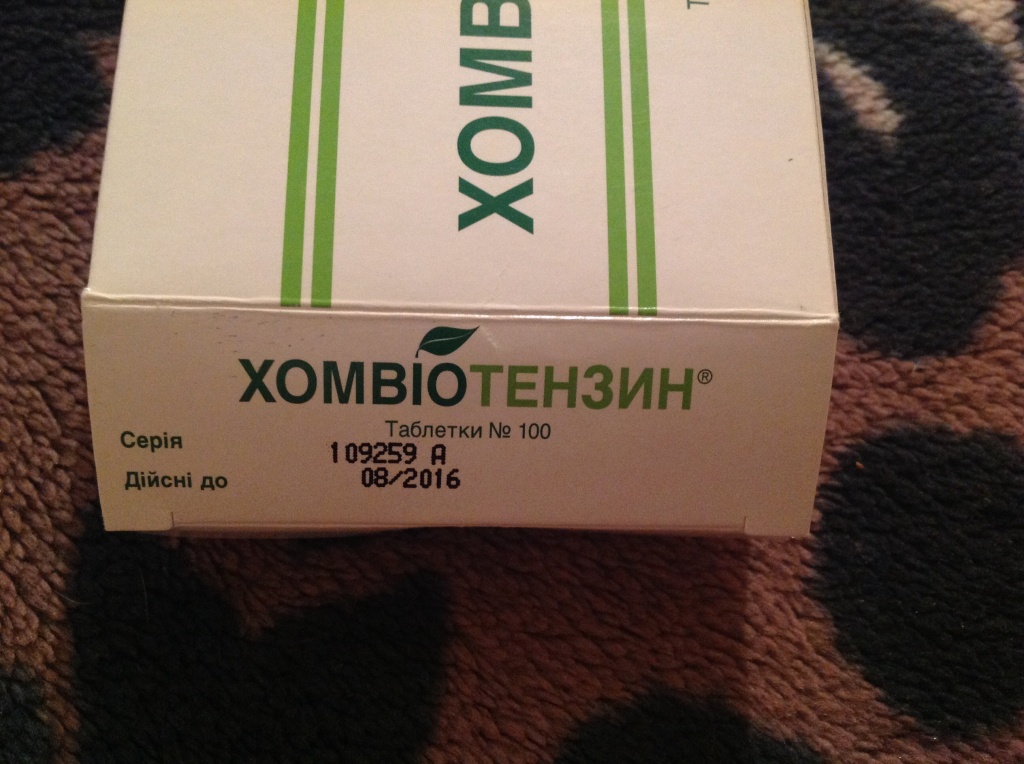 ХОМВ
ХОМВІОТЕНЗИН®
Таблетки № 100
Серія 109259 А
Дійсні до 08/2016